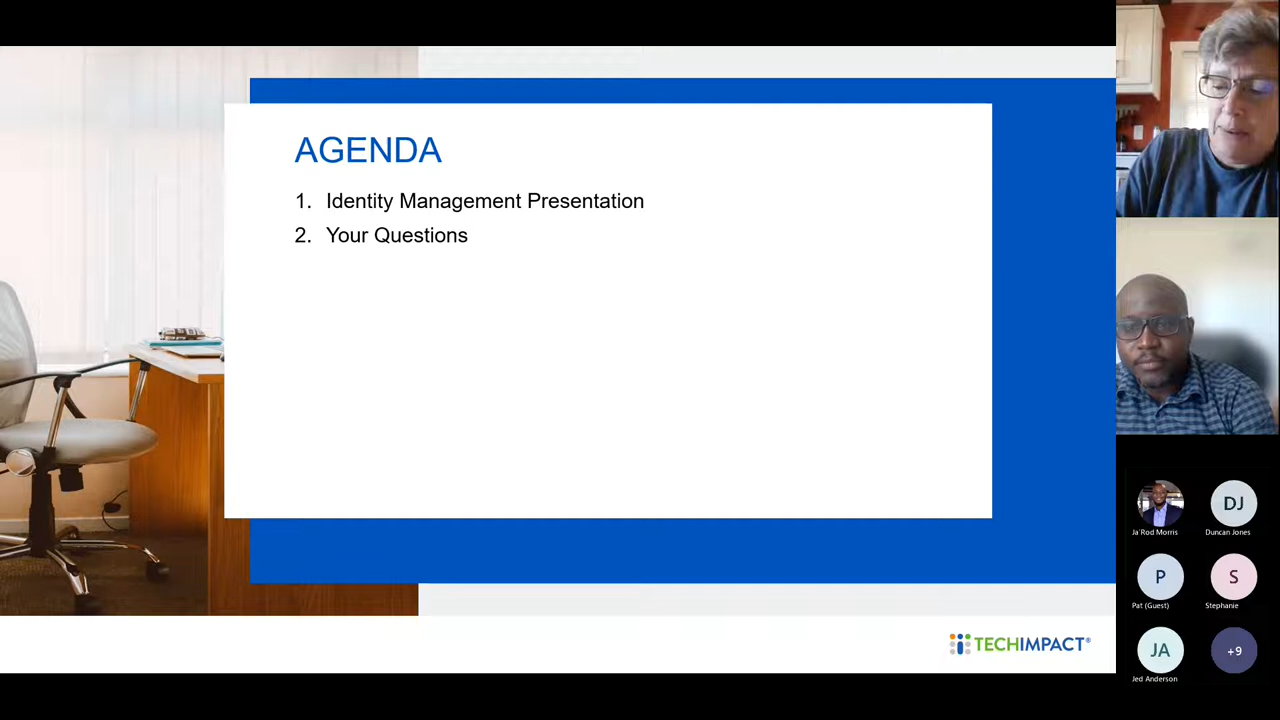 AGENDA
1. Identity Management Presentation
2. Your Questions
TECHIMPACT®
Ja'Rod Morris
DJ
Duncan Jones
P
Pat (Guest)
S
Stephanie
JA
Jed Anderson
+9